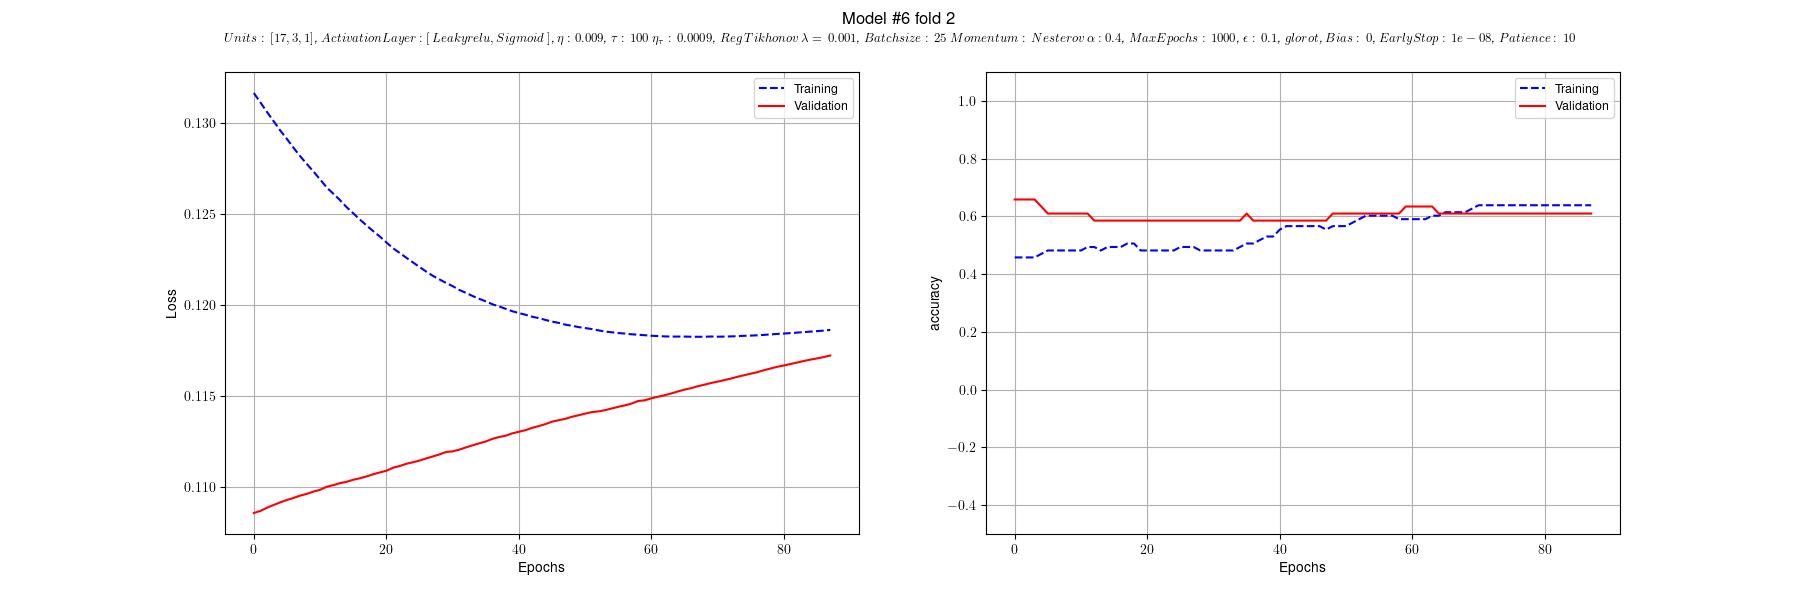 Model #6 fold 2
Units : [17, 3, 1], ActivationLayer : [ Leakyrelu, Sigmoid ], η : 0.009, τ : 100 ητ : 0.0009, RegTikhonov λ = 0.001, Batchsize : 25 Momentum : Nesterov α : 0.4, MaxEpochs : 1000, ϵ : 0.1, glorot, Bias : 0, EarlyStop : 1e − 08, Patience : 10
Training
Validation
0.130
0.125
0.120
0.115
0.110
Loss
0 20 40 60 80
Epochs
Training
Validation
1.0
0.8
0.6
0.4
0.2
0.0
−0.2
−0.4
accuracy
0 20 40 60 80
Epochs